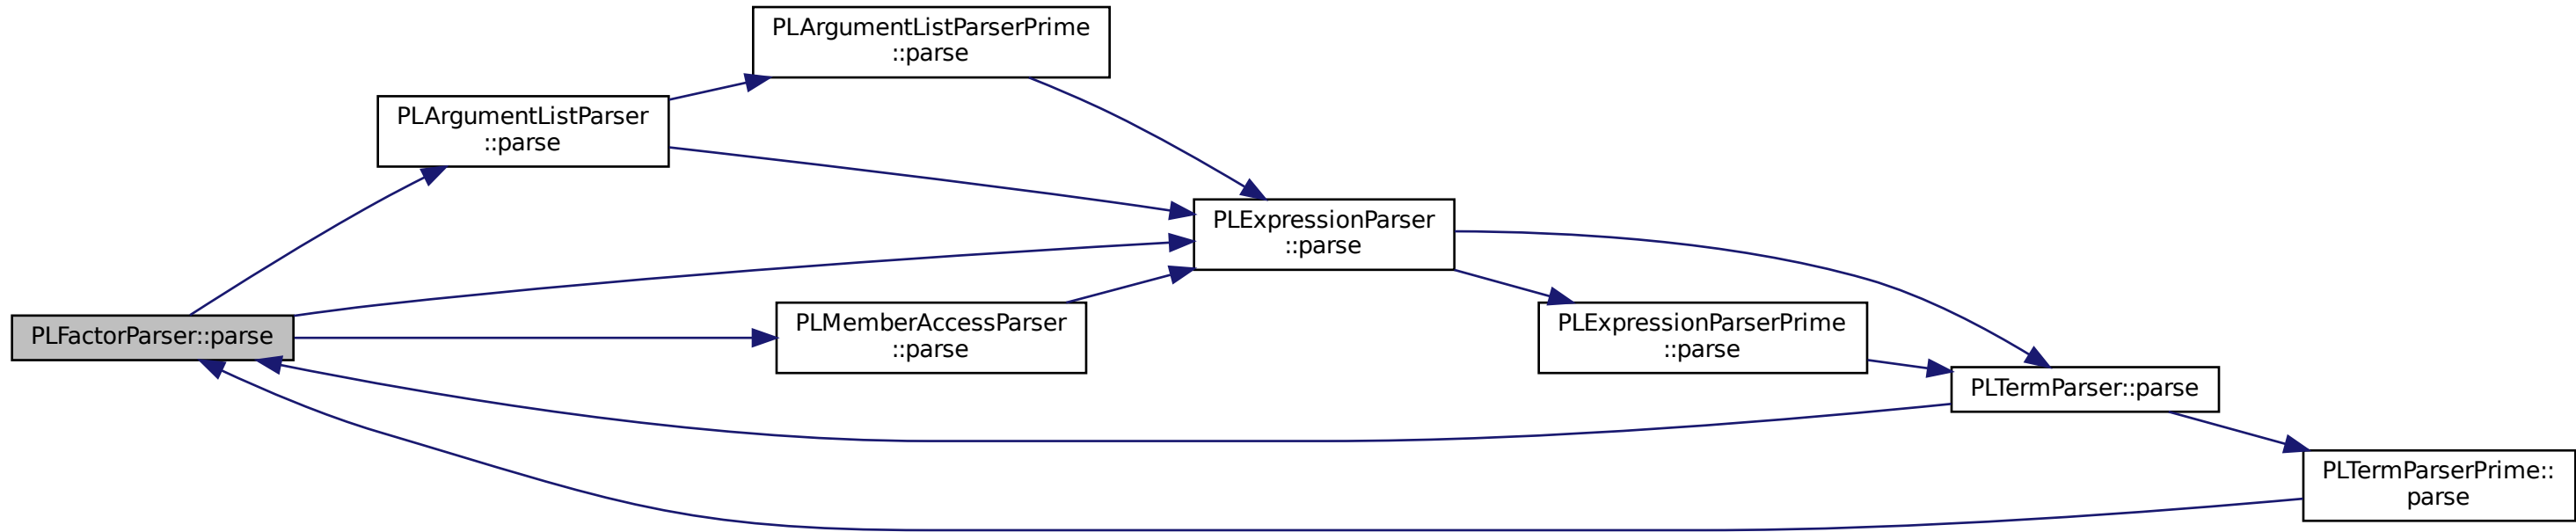 PLArgumentListParserPrime
::parse
PLArgumentListParser
::parse
PLExpressionParser
::parse
PLFactorParser::parse
PLMemberAccessParser
::parse
PLExpressionParserPrime
::parse
PLTermParser::parse
PLTermParserPrime::
parse